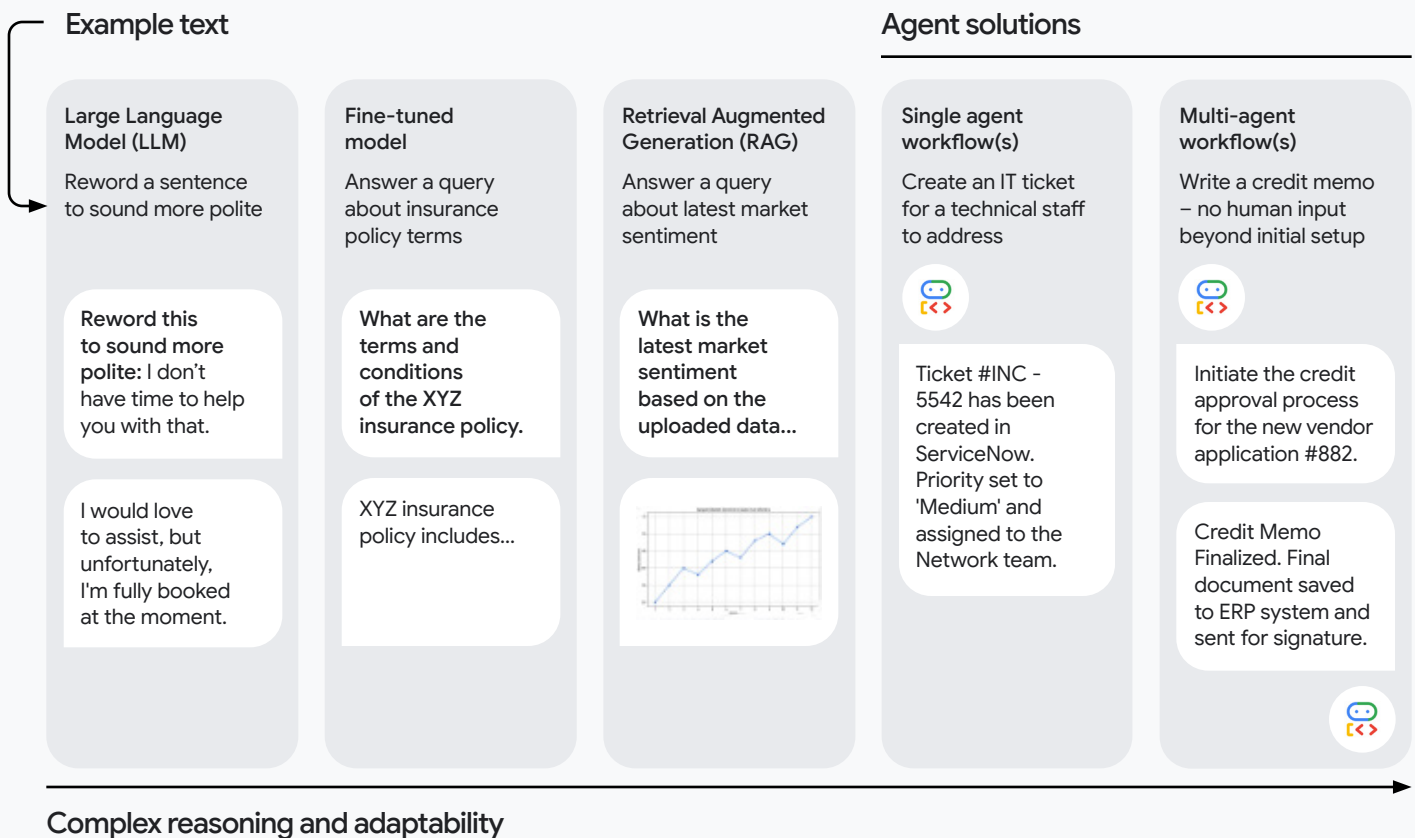 Example text
Agent solutions
Large Language
Model (LLM)
Reword a sentence
to sound more polite
Reword this
to sound more
polite: I don't
have time to help
you with that.
I would love
to assist, but
unfortunately,
I'm fully booked
at the moment.
Fine-tuned
model
Answer a query
about insurance
policy terms
What are the
terms and
conditions
of the XYZ
insurance policy.
XYZ insurance
policy includes...
Retrieval Augmented
Generation (RAG)
Answer a query
about latest market
sentiment
What is the
latest market
sentiment
based on the
uploaded data...
Single agent
workflow(s)
Create an IT ticket
for a technical staff
to address
Ticket #INC -
5542 has been
created in
ServiceNow.
Priority set to
'Medium' and
assigned to the
Network team.
Multi-agent
workflow(s)
Write a credit memo
– no human input
beyond initial setup
Initiate the credit
approval process
for the new vendor
application #882.
Credit Memo
Finalized. Final
document saved
to ERP system and
sent for signature.
Complex reasoning and adaptability